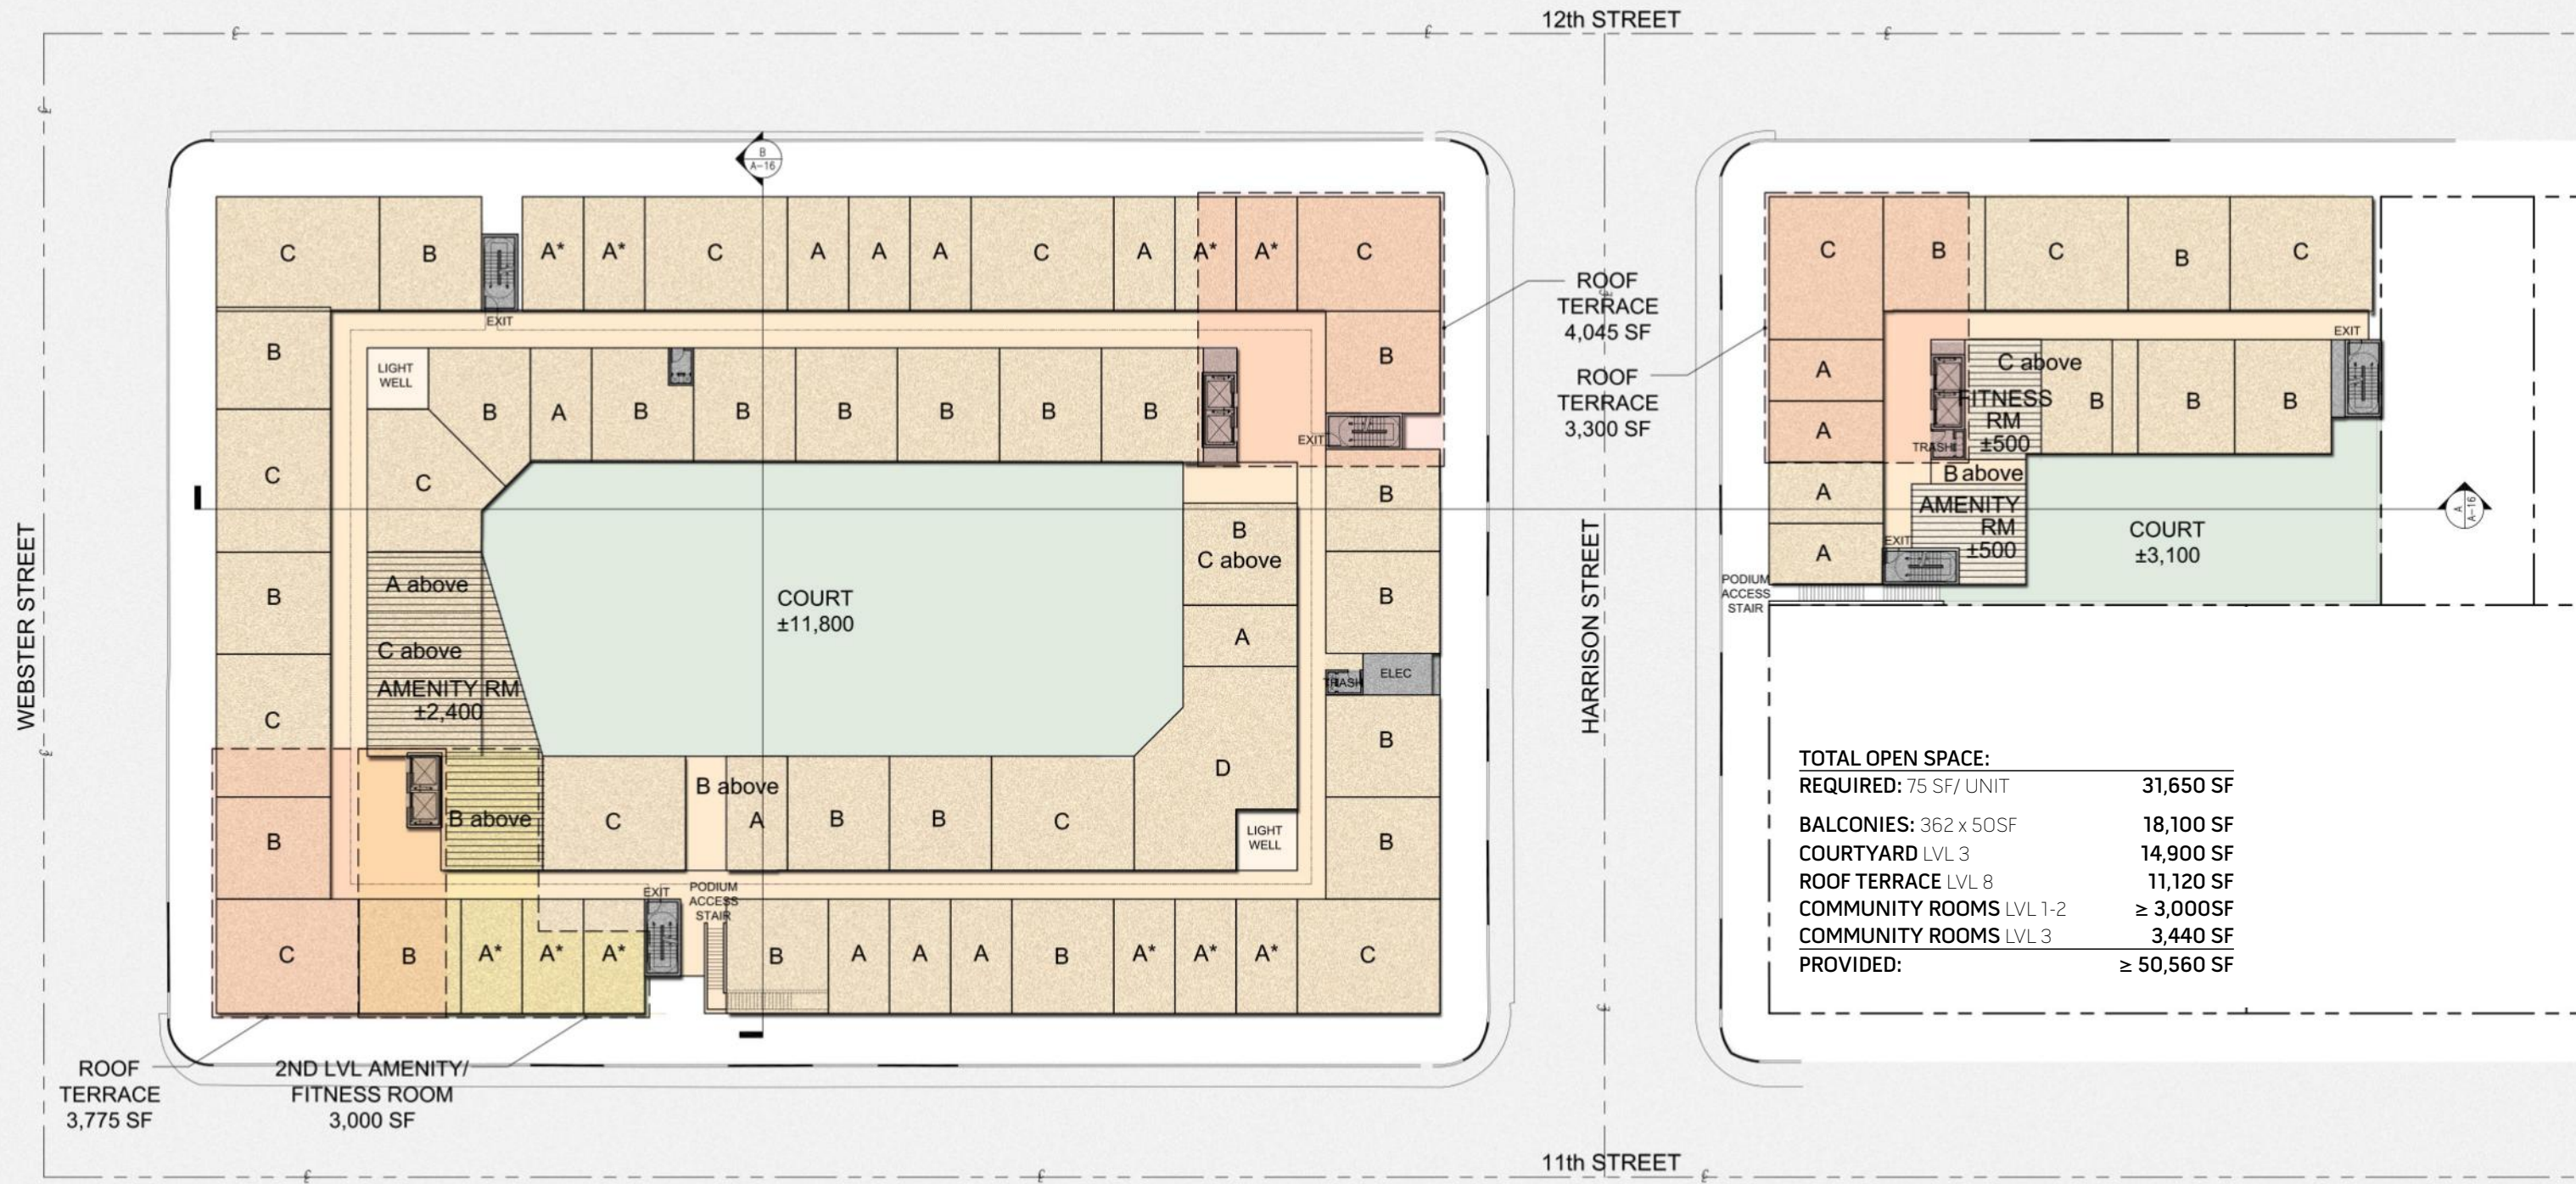 12th STREET
B
A-16
C
B
A*
A*
C
A
A
A
C
A
A*
A*
C
EXIT
B
LIGHT
WELL
B
A
B
B
B
B
B
B
B
EXIT
C
C
B
B
C above
B
A above
C above
AMENITY RM
±2,400
COURT
±11,800
A
B
B
TRASH
ELEC
C
B
D
B above
B above
C
A
B
B
C
LIGHT
WELL
B
B
EXIT
PODIUM
ACCESS
STAIR
C
B
A*
A*
A*
B
A
A
A
B
A*
A*
A*
C
WEBSTER STREET
HARRISON STREET
ROOF
TERRACE
4,045 SF
ROOF
TERRACE
3,300 SF
C
B
C
B
C
EXIT
A
C above
FITNESS
RM
±500
B
B
B
A
TRASH
B above
A
AMENITY
RM
±500
EXIT
A
COURT
±3,100
A
A-16
PODIUM
ACCESS
STAIR
TOTAL OPEN SPACE:
REQUIRED: 75 SF/ UNIT 31,650 SF
BALCONIES: 362 x 50SF 18,100 SF
COURTYARD LVL 3 14,900 SF
ROOF TERRACE LVL 8 11,120 SF
COMMUNITY ROOMS LVL 1-2 ≥ 3,000SF
COMMUNITY ROOMS LVL 3 3,440 SF
PROVIDED: ≥ 50,560 SF
ROOF
TERRACE
3,775 SF
2ND LVL AMENITY/
FITNESS ROOM
3,000 SF
11th STREET